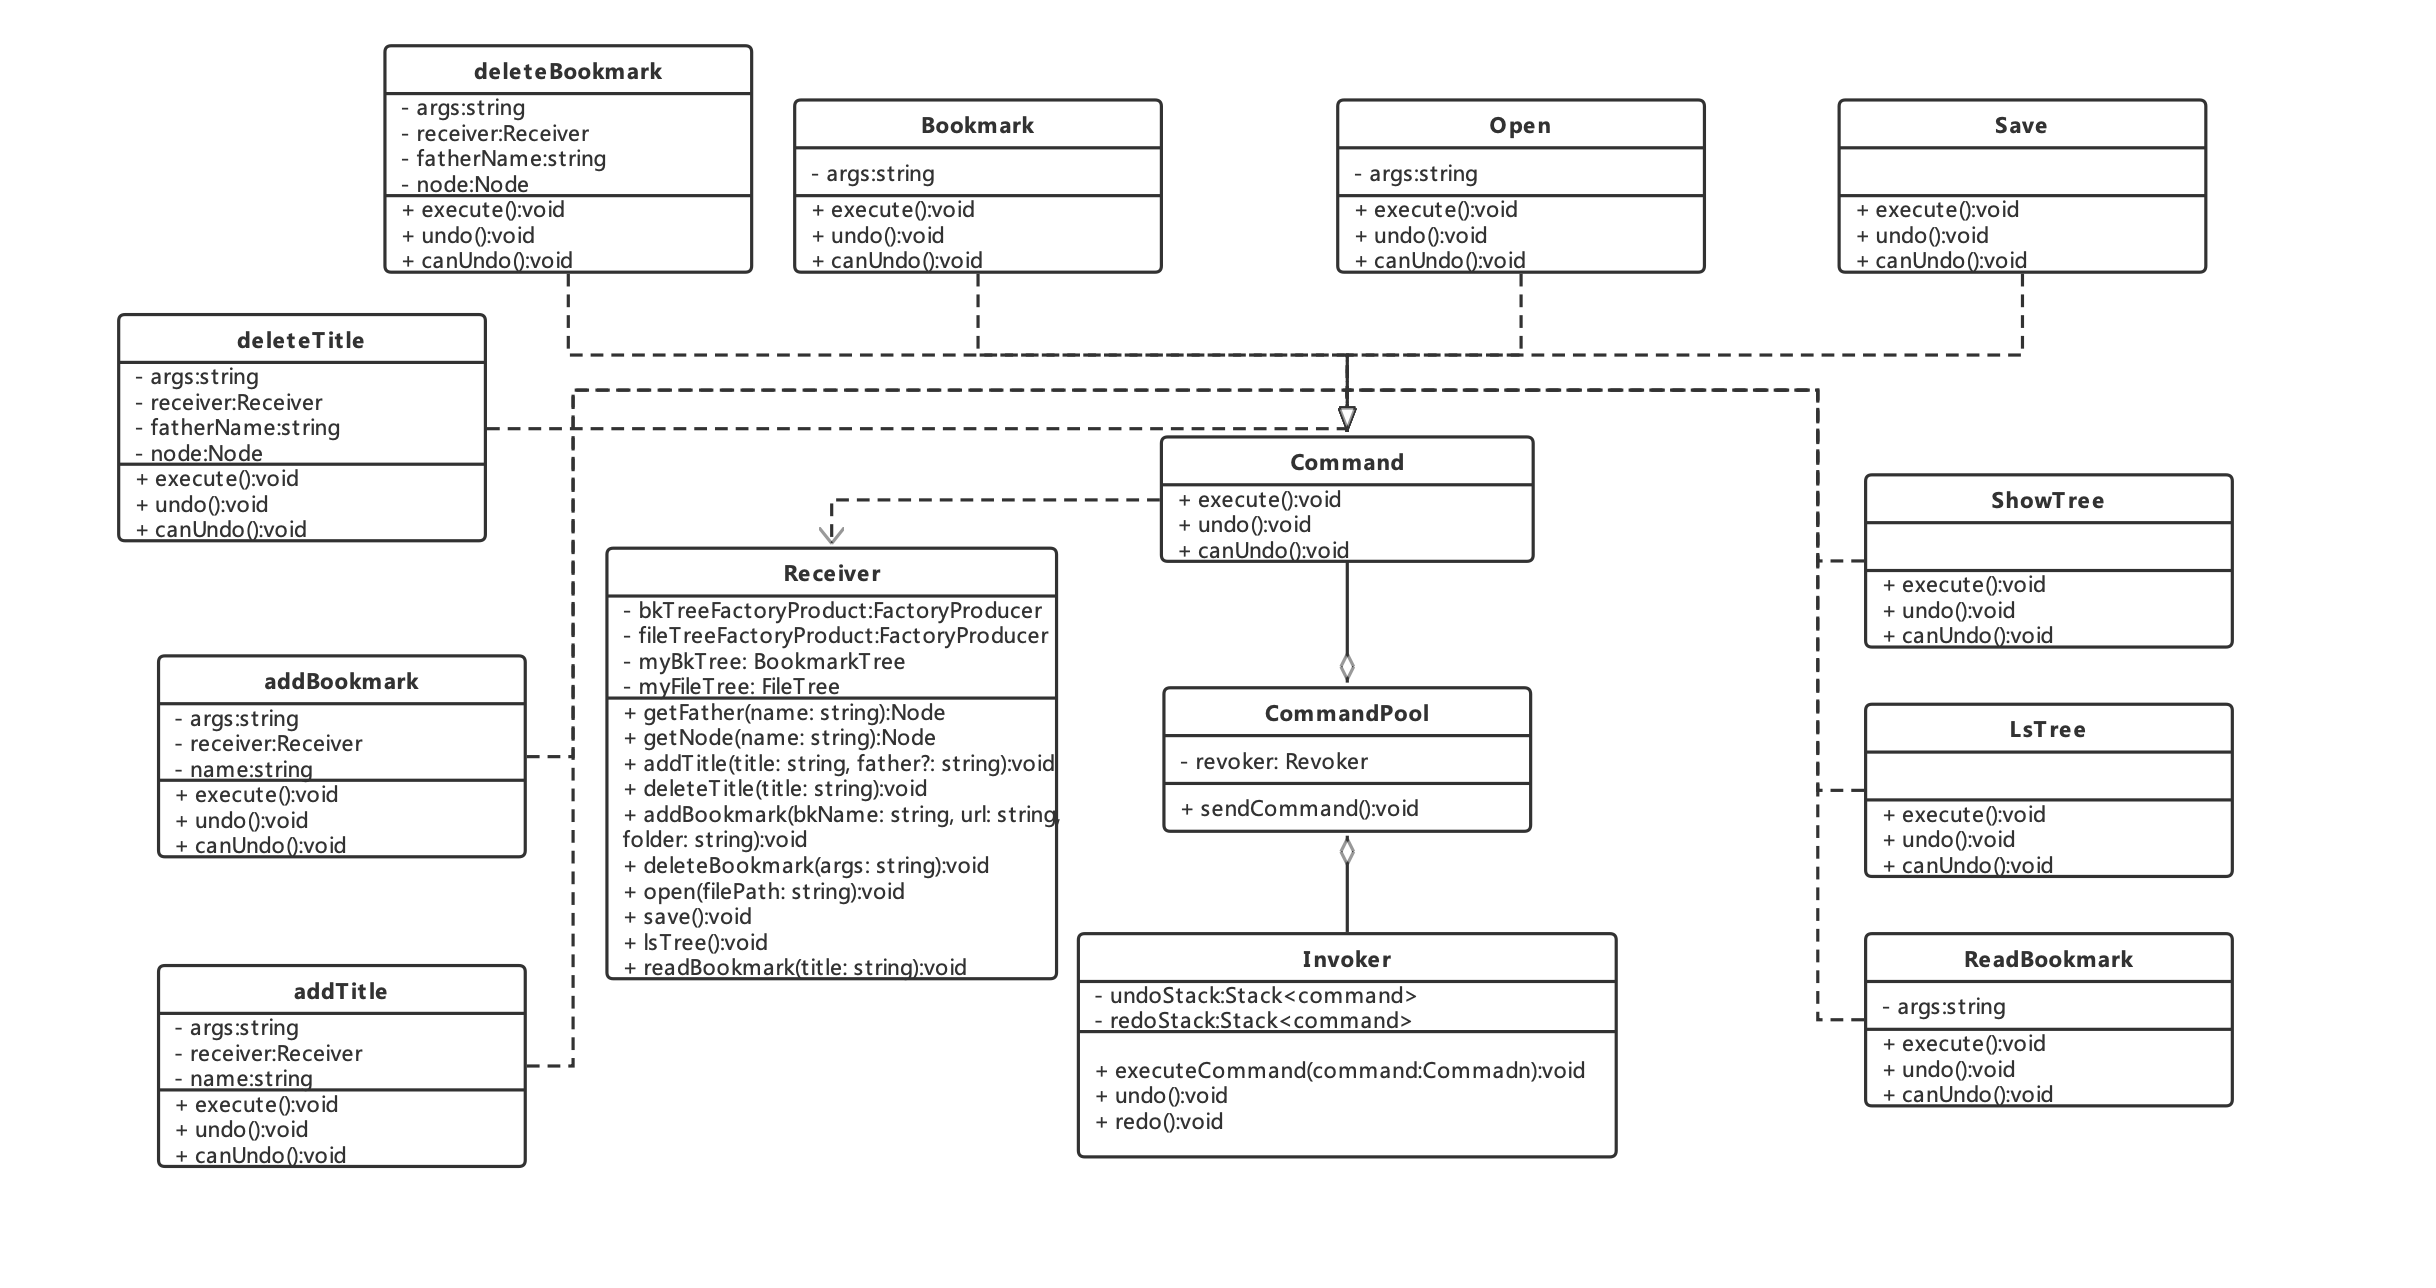 deleteBookmark
- args:string
- receiver:Receiver
- fatherName:string
- node:Node
+ execute():void
+ undo():void
+ canUndo():void
Bookmark
- args:string
+ execute():void
+ undo():void
+ canUndo():void
Open
- args:string
+ execute():void
+ undo():void
+ canUndo():void
Save
+ execute():void
+ undo():void
+ canUndo():void
deleteTitle
- args:string
- receiver:Receiver
- fatherName:string
- node:Node
+ execute():void
+ undo():void
+ canUndo():void
Command
+ execute():void
+ undo():void
+ canUndo():void
ShowTree
+ execute():void
+ undo():void
+ canUndo():void
Receiver
- bkTreeFactoryProduct:FactoryProducer
- fileTreeFactoryProduct:FactoryProducer
- myBkTree: BookmarkTree
- myFileTree: FileTree
+ getFather(name: string):Node
+ getNode(name: string):Node
+ addTitle(title: string, father?: string):void
+ deleteTitle(title: string):void
+ addBookmark(bkName: string, url: string,
folder: string):void
+ deleteBookmark(args: string):void
+ open(filePath: string):void
+ save():void
+ lsTree():void
+ readBookmark(title: string):void
addBookmark
- args:string
- receiver:Receiver
- name:string
+ execute():void
+ undo():void
+ canUndo():void
CommandPool
- revoker: Revoker
+ sendCommand():void
LsTree
+ execute():void
+ undo():void
+ canUndo():void
addTitle
- args:string
- receiver:Receiver
- name:string
+ execute():void
+ undo():void
+ canUndo():void
Invoker
- undoStack:Stack<command>
- redoStack:Stack<command>
+ executeCommand(command:Commadn):void
+ undo():void
+ redo():void
ReadBookmark
- args:string
+ execute():void
+ undo():void
+ canUndo():void